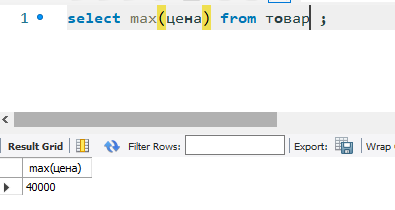 1 select max(цена) from товар ;
Result Grid Filter Rows: Export: Wrap
max(цена)
40000